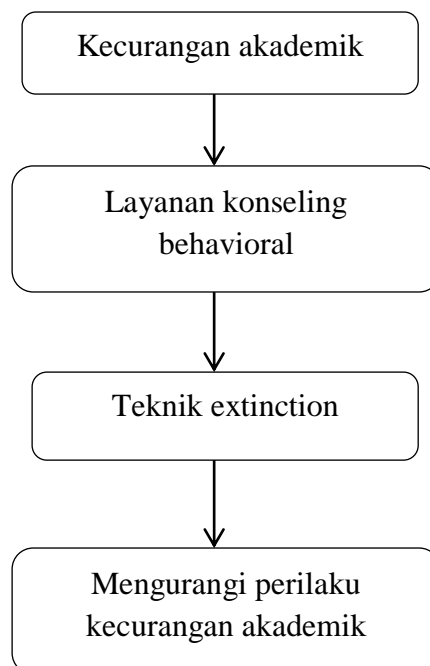 Kecurangan akademik
Layanan konseling
behavioral
Teknik extinction
Mengurangi perilaku
kecurangan akademik